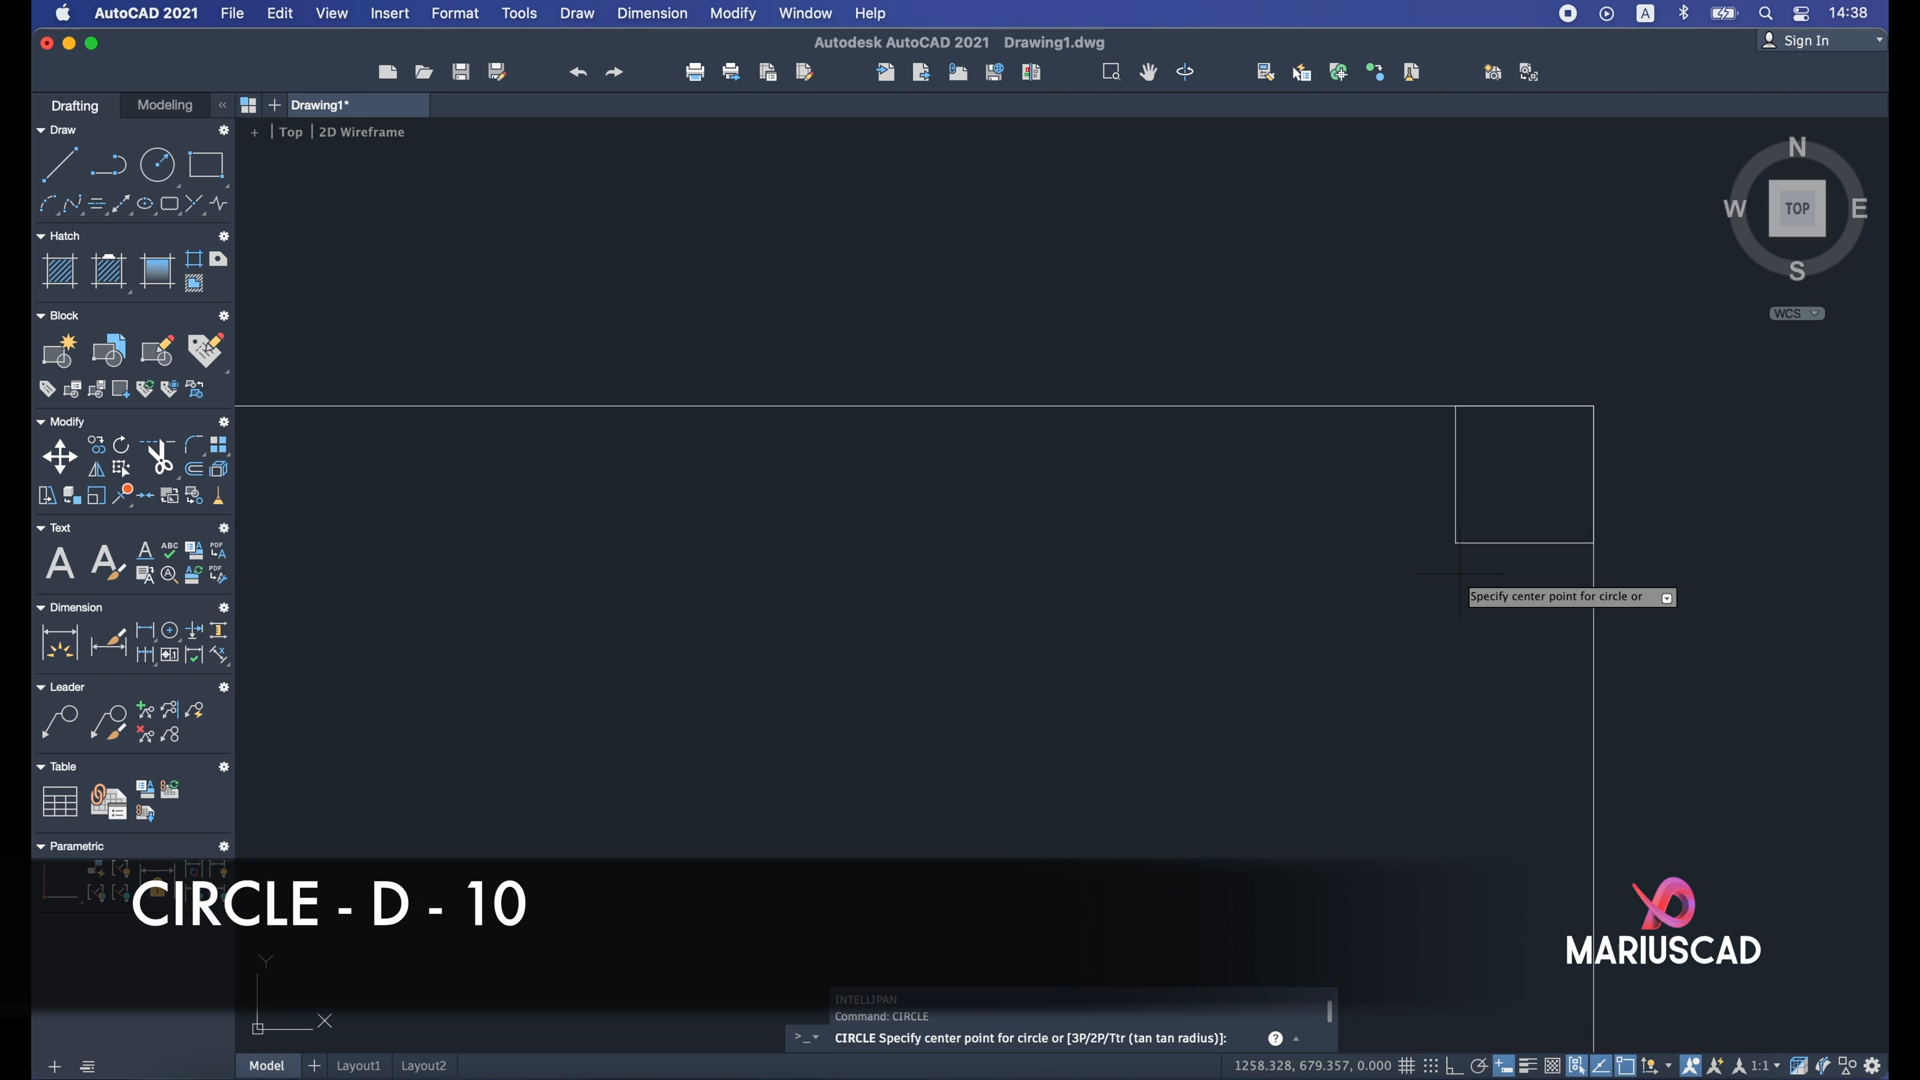 AutoCAD 2021 File Edit View Insert Format Tools Draw Dimension Modify Window Help
A
14:38
Autodesk AutoCAD 2021 Drawing1.dwg
Sign In
Drafting Modeling « + Drawing1*
Draw
+ | Top | 2D Wireframe
N
W TOP E
S
WCS
Hatch
Block
Modify
Text
A A A ABC A PDF A
PDF
Dimension
Specify center point for circle or
Leader
Table
Parametric
CIRCLE - D - 10
MARIUSCAD
Y
X
INTELLIPAN
Command: CIRCLE
>_ CIRCLE Specify center point for circle or [3P/2P/Ttr (tan tan radius)]: ?
Model + Layout1 Layout2
1258.328, 679.357, 0.000
1:1